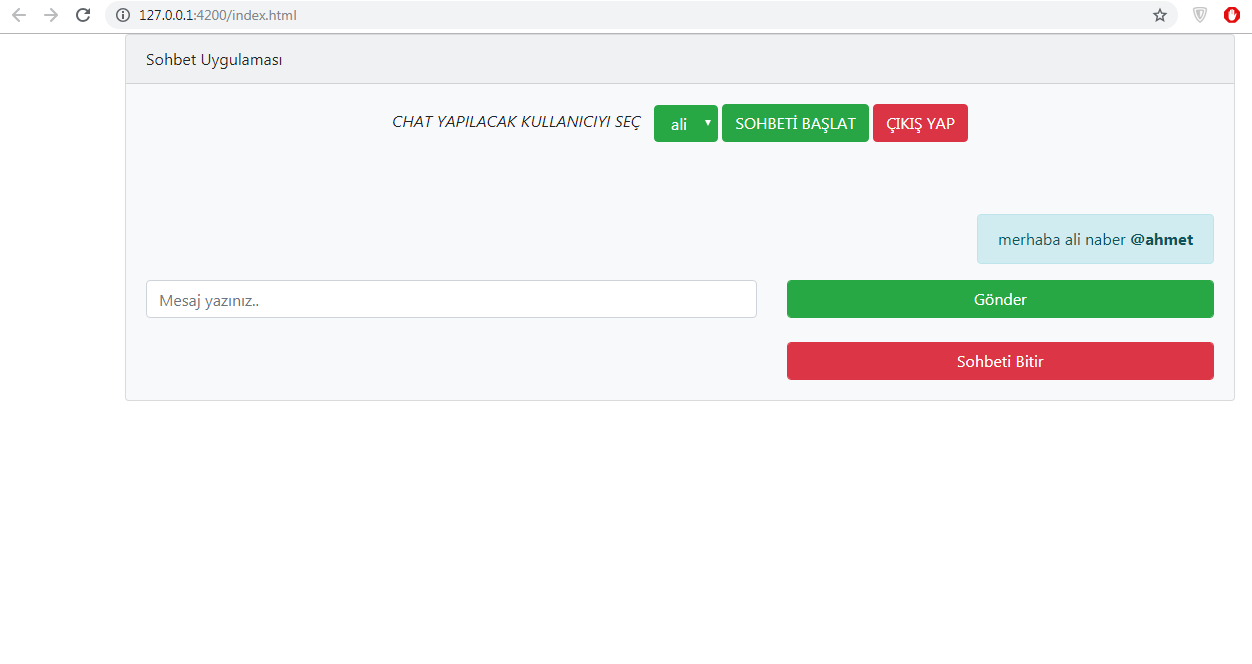 127.0.0.1:4200/index.html
Sohbet Uygulaması
CHAT YAPILACAK KULLANICIYI SEÇ ali SOHBETİ BAŞLAT ÇIKIŞ YAP
merhaba ali naber @ahmet
Mesaj yazınız.. Gönder
Sohbeti Bitir